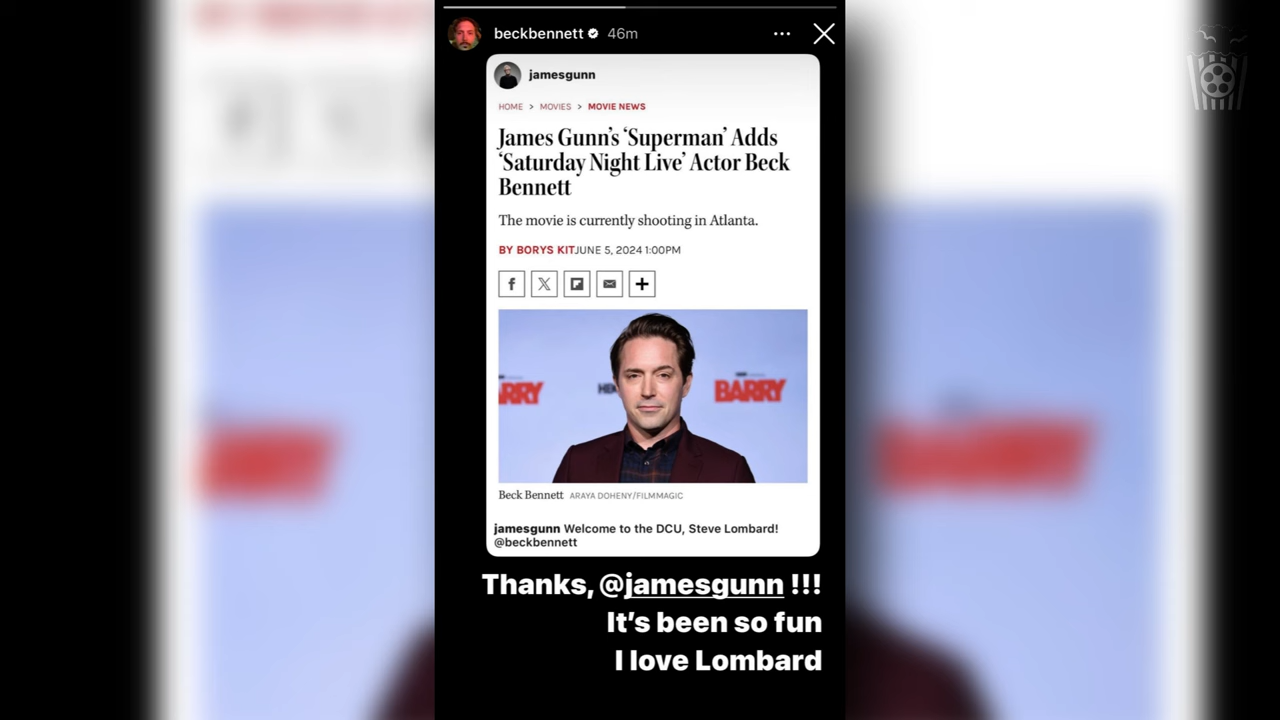 beckbennett 46m
jamesgunn
HOME > MOVIES > MOVIE NEWS
James Gunn's 'Superman' Adds
'Saturday Night Live' Actor Beck
Bennett
The movie is currently shooting in Atlanta.
BY BORYS KIT JUNE 5, 2024 1:00PM
BARRY
Beck Bennett ARAYA DOHENY/FILMMAGIC
jamesgunn Welcome to the DCU, Steve Lombard!
@beckbennett
Thanks, @jamesgunn !!!
It's been so fun
I love Lombard